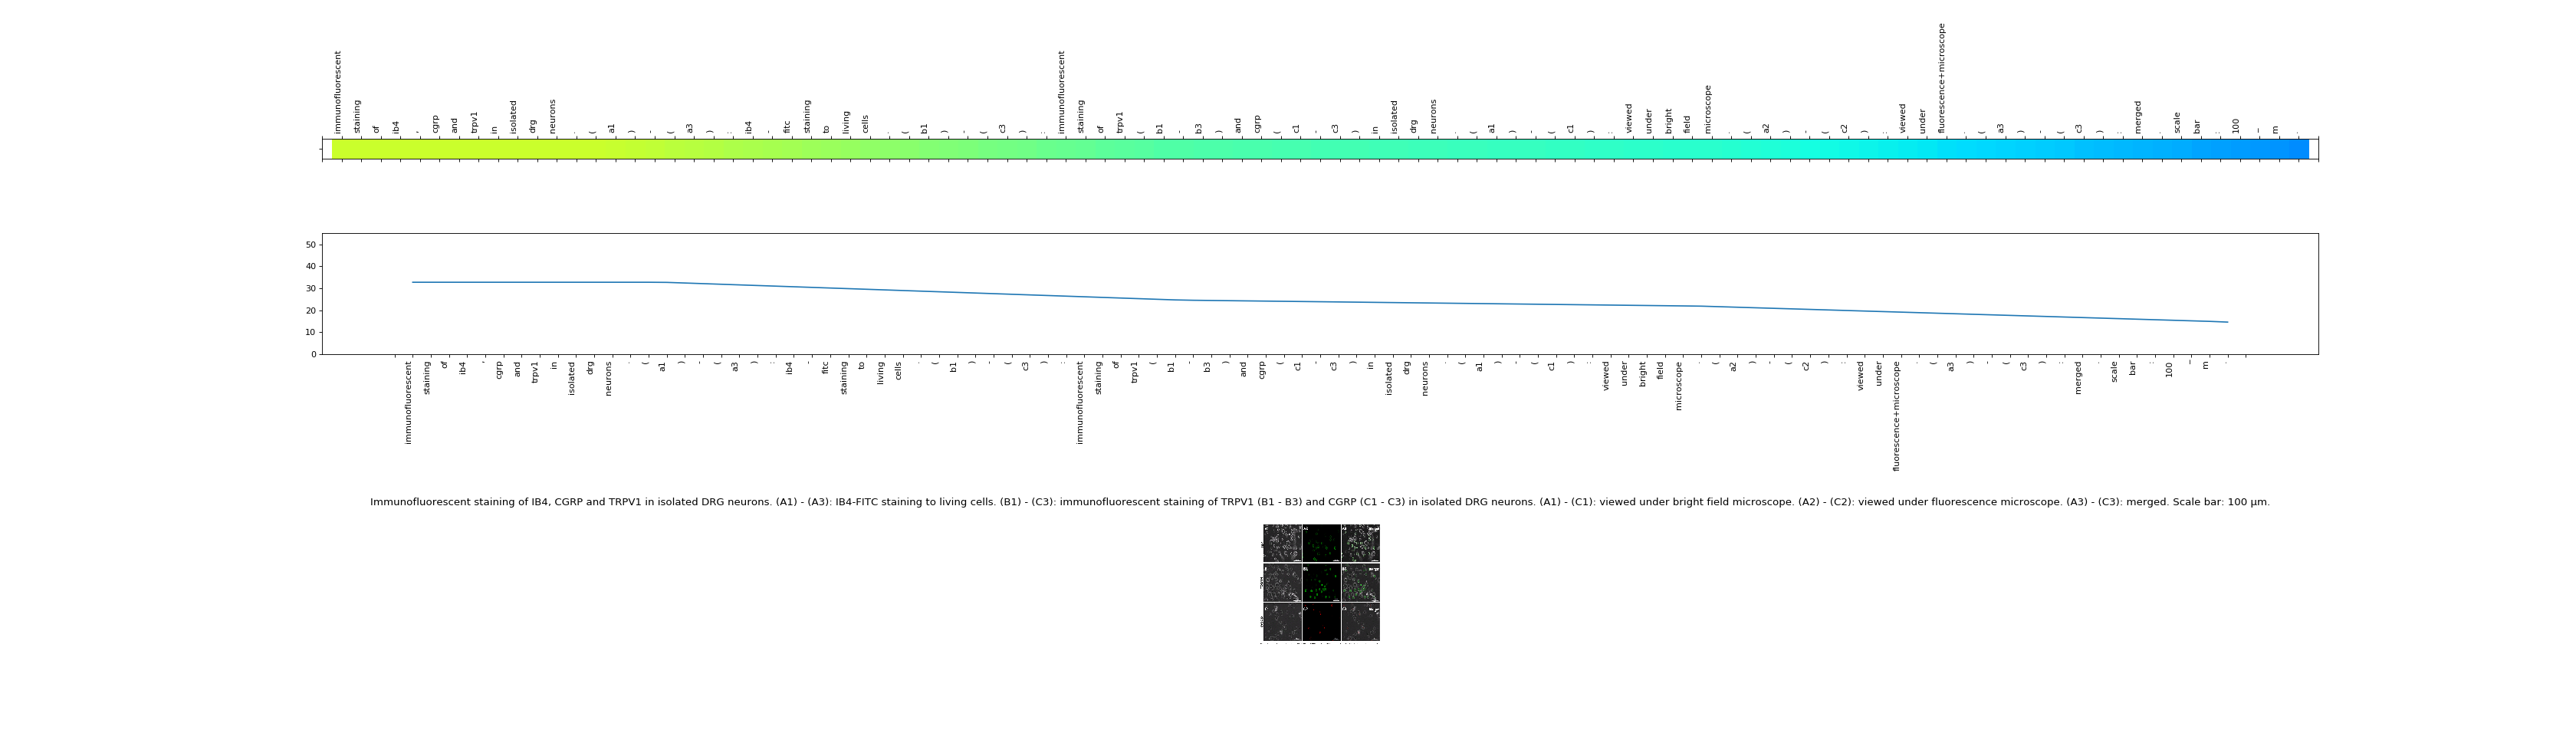 immunofluorescent staining of ib4 , cgrp and trpv1 in isolated drg neurons . ( a1 ) - ( a3 ) : ib4 - fitc staining to living cells . ( b1 ) - ( c3 ) : immunofluorescent staining of trpv1 ( b1 - b3 ) and cgrp ( c1 - c3 ) in isolated drg neurons . ( a1 ) - ( c1 ) : viewed under bright field microscope . ( a2 ) - ( c2 ) : viewed under fluorescence+microscope . ( a3 ) - ( c3 ) : merged . scale bar : 100 _ m .
50
40
30
20
10
0
immunofluorescent staining of ib4 , cgrp and trpv1 in isolated drg neurons . ( a1 ) - ( a3 ) : ib4 - fitc staining to living cells . ( b1 ) - ( c3 ) : immunofluorescent staining of trpv1 ( b1 - b3 ) and cgrp ( c1 - c3 ) in isolated drg neurons . ( a1 ) - ( c1 ) : viewed under bright field microscope . ( a2 ) - ( c2 ) : viewed under fluorescence+microscope . ( a3 ) - ( c3 ) : merged . scale bar : 100 _ m .
Immunofluorescent staining of IB4, CGRP and TRPV1 in isolated DRG neurons. (A1) - (A3): IB4-FITC staining to living cells. (B1) - (C3): immunofluorescent staining of TRPV1 (B1 - B3) and CGRP (C1 - C3) in isolated DRG neurons. (A1) - (C1): viewed under bright field microscope. (A2) - (C2): viewed under fluorescence microscope. (A3) - (C3): merged. Scale bar: 100 μm.